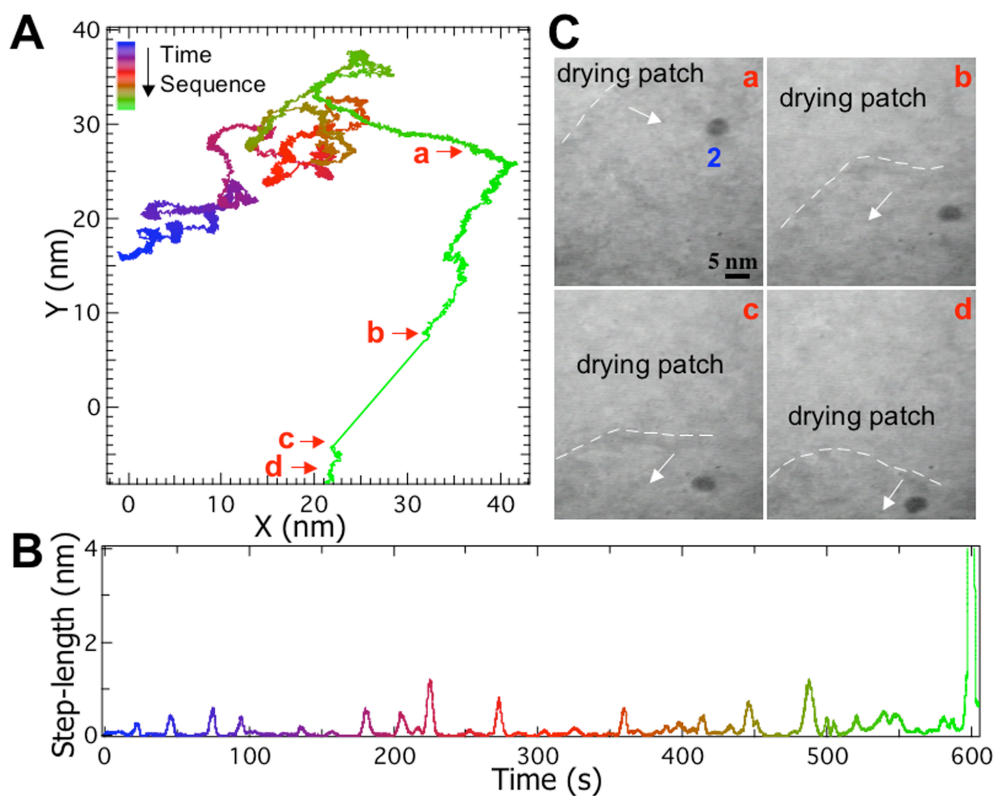 A
C
40
30
20
10
0
Y (nm)
Time
Sequence
a
b
c
d
0
10
20
30
40
X (nm)
drying patch
a
2
5 nm
drying patch
b
drying patch
c
drying patch
d
B
4
2
0
Step-length (nm)
0
100
200
300
400
500
600
Time (s)